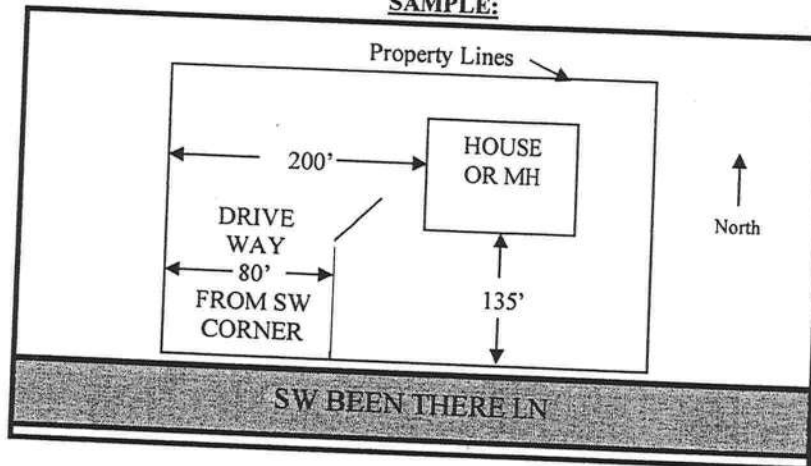 SAMPLE:
Property Lines
200'
HOUSE
OR MH
North
DRIVE
WAY
80'
FROM SW
CORNER
135'
SW BEEN THERE LN